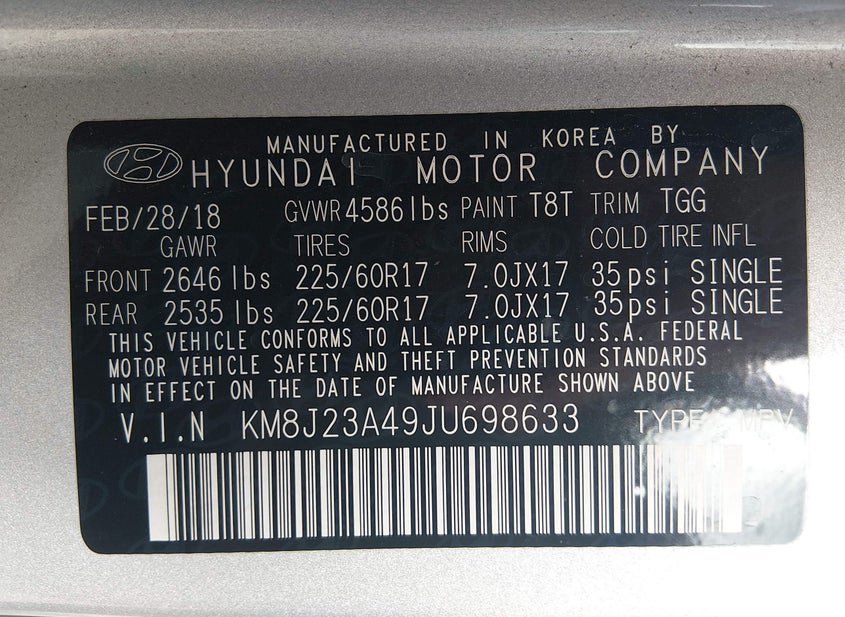 MANUFACTURED IN KOREA BY
HYUNDAI MOTOR COMPANY
FEB/28/18 GVWR 4586 lbs PAINT T8T TRIM TGG
GAWR TIRES RIMS COLD TIRE INFL
FRONT 2646 lbs 225/60R17 7.0JX17 35psi SINGLE
REAR 2535 lbs 225/60R17 7.0JX17 35psi SINGLE
THIS VEHICLE CONFORMS TO ALL APPLICABLE U.S.A. FEDERAL
MOTOR VEHICLE SAFETY AND THEFT PREVENTION STANDARDS
IN EFFECT ON THE DATE OF MANUFACTURE SHOWN ABOVE
V.I.N KM8J23A49JU698633 TYPE: MPV